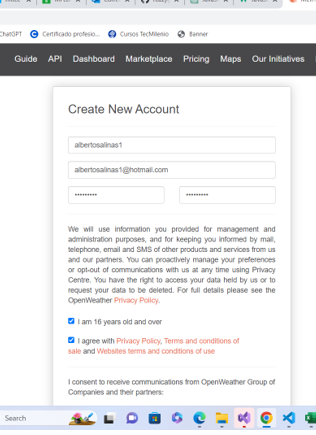 ChatGPT Certificado profesio... Cursos TecMilenio Banner
Guide API Dashboard Marketplace Pricing Maps Our Initiatives
Create New Account
albertosalinas1
albertosalinas1@hotmail.com
••••••••• •••••••••
We will use information you provided for management and
administration purposes, and for keeping you informed by mail,
telephone, email and SMS of other products and services from us
and our partners. You can proactively manage your preferences
or opt-out of communications with us at any time using Privacy
Centre. You have the right to access your data held by us or to
request your data to be deleted. For full details please see the
OpenWeather Privacy Policy.
I am 16 years old and over
I agree with Privacy Policy, Terms and conditions of
sale and Websites terms and conditions of use
I consent to receive communications from OpenWeather Group of
Companies and their partners:
Search